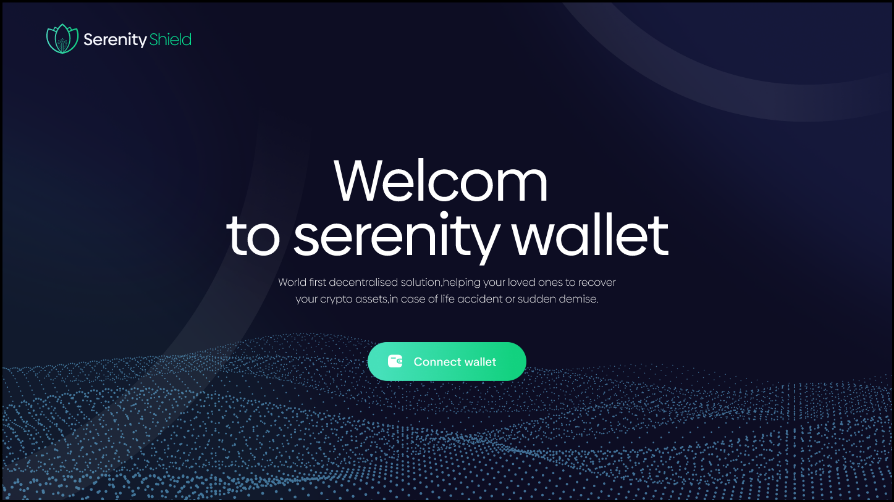 Serenity Shield
Welcom
to serenity wallet
World first decentralised solution,helping your loved ones to recover
your crypto assets,in case of life accident or sudden demise.
Connect wallet